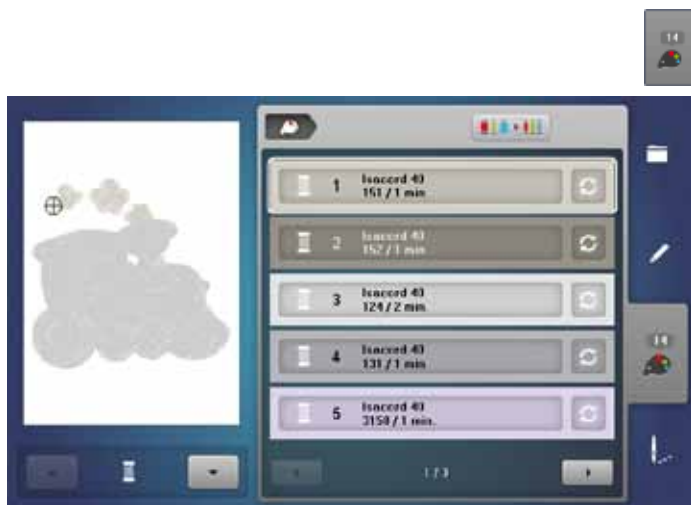 14
1 Isacord 40
151 / 1 min
2 Isacord 40
152 / 1 min
3 Isacord 40
124 / 2 min
14
4 Isacord 40
131 / 1 min
5 Isacord 40
3150 / 1 min.
1 / 3